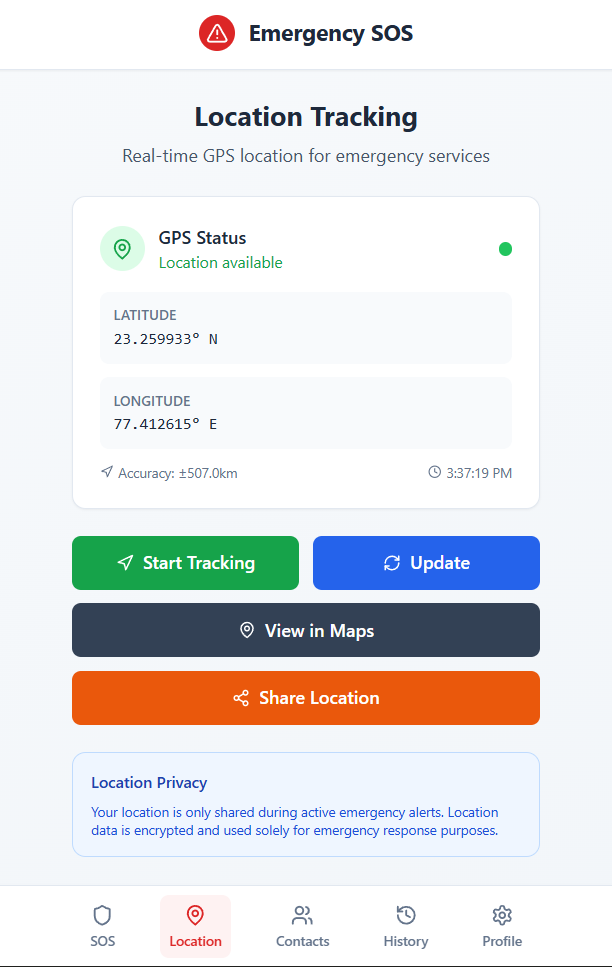 Emergency SOS
Location Tracking
Real-time GPS location for emergency services
GPS Status
Location available
LATITUDE
23.259933° N
LONGITUDE
77.412615° E
Accuracy: ±507.0km
3:37:19 PM
Start Tracking
Update
View in Maps
Share Location
Location Privacy
Your location is only shared during active emergency alerts. Location
data is encrypted and used solely for emergency response purposes.
SOS
Location
Contacts
History
Profile